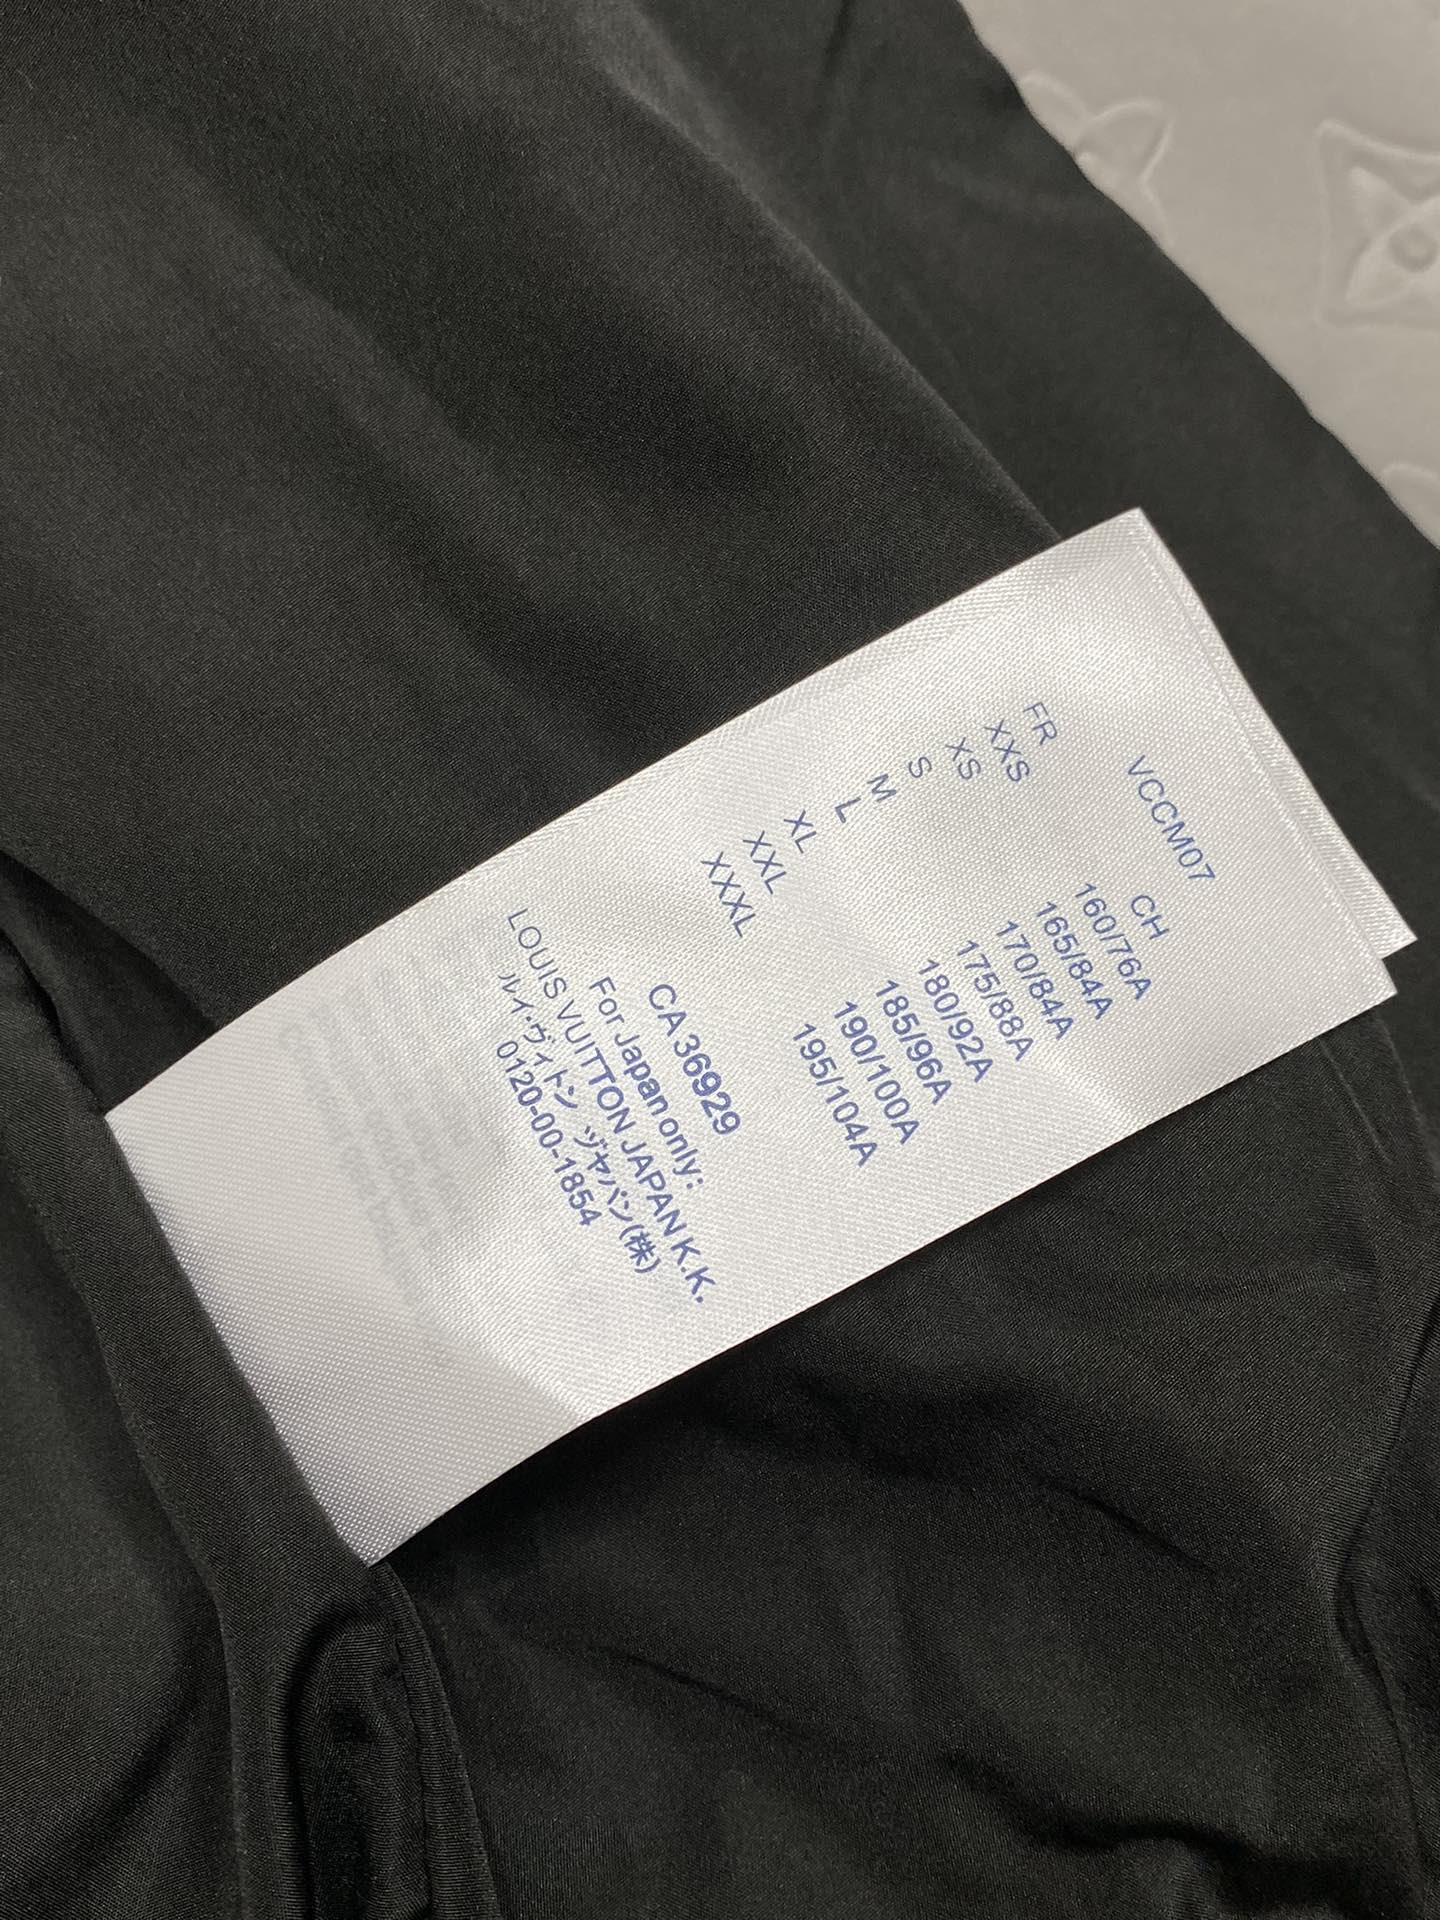 VCCM07
FR CH
XXS 160/76A
XS 165/84A
S 170/84A
M 175/88A
L 180/92A
XL 185/96A
XXL 190/100A
XXXL 195/104A
CA36929
For Japan only:
LOUIS VUITTON JAPAN K.K.
ルイ・ヴィトン ジャパン(株)
0120-00-1854